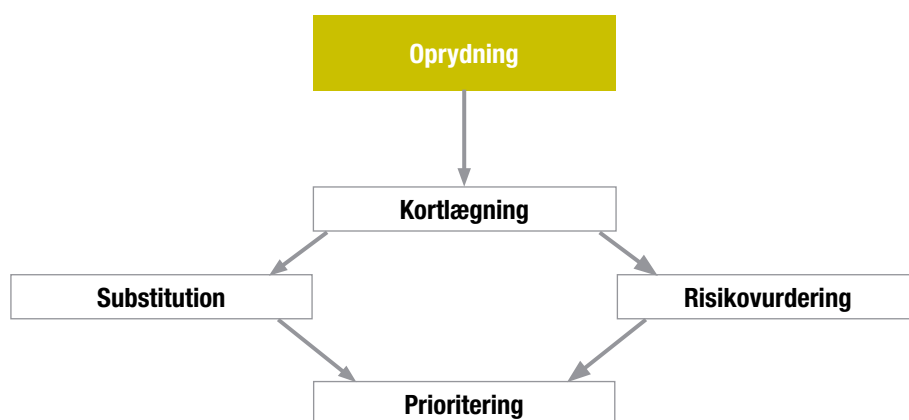 Oprydning
Kortlægning
Substitution
Risikovurdering
Prioritering